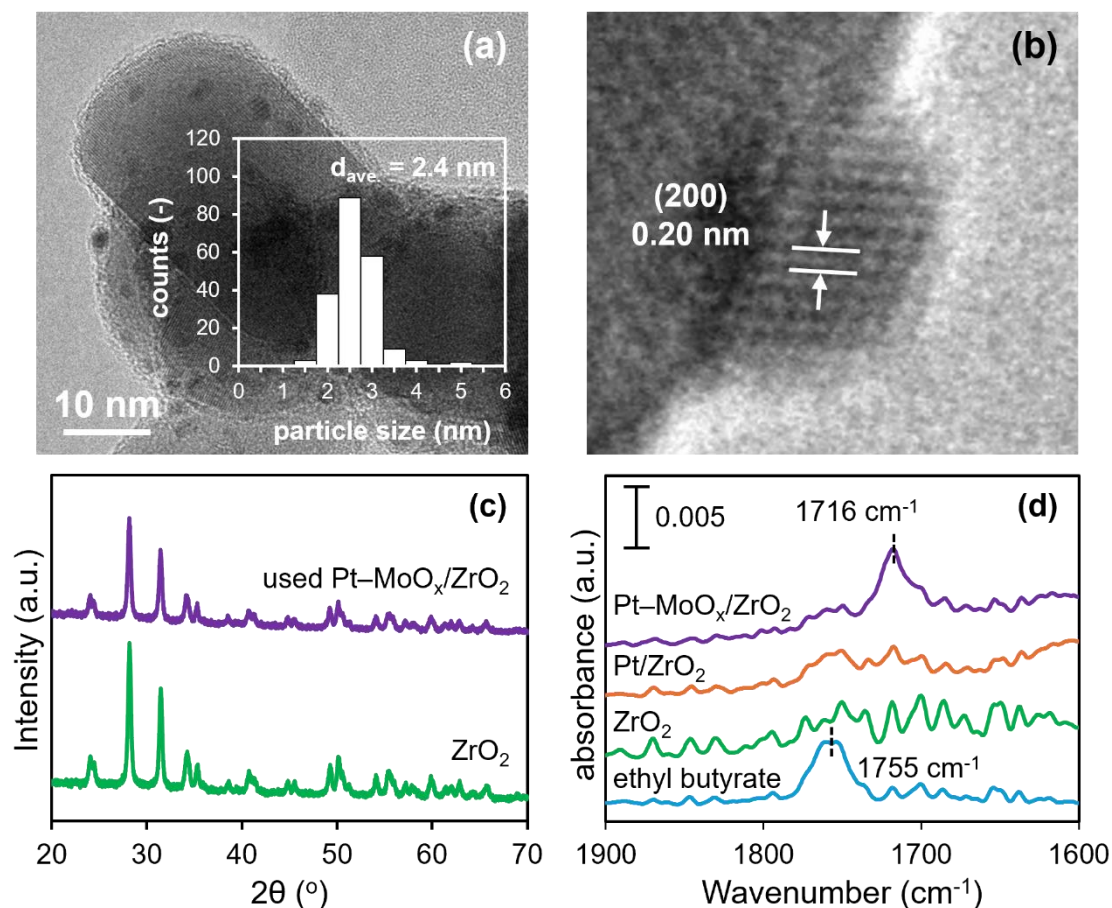 (a)
120
100
80
60
40
20
0
counts (-)
d_ave. = 2.4 nm
0 1 2 3 4 5 6
particle size (nm)
10 nm
(b)
(200)
0.20 nm
(c)
used Pt–MoOₓ/ZrO₂
ZrO₂
Intensity (a.u.)
20 30 40 50 60 70
2θ (º)
(d)
0.005
1716 cm⁻¹
Pt–MoOₓ/ZrO₂
Pt/ZrO₂
ZrO₂
ethyl butyrate
1755 cm⁻¹
absorbance (a.u.)
1900 1800 1700 1600
Wavenumber (cm⁻¹)